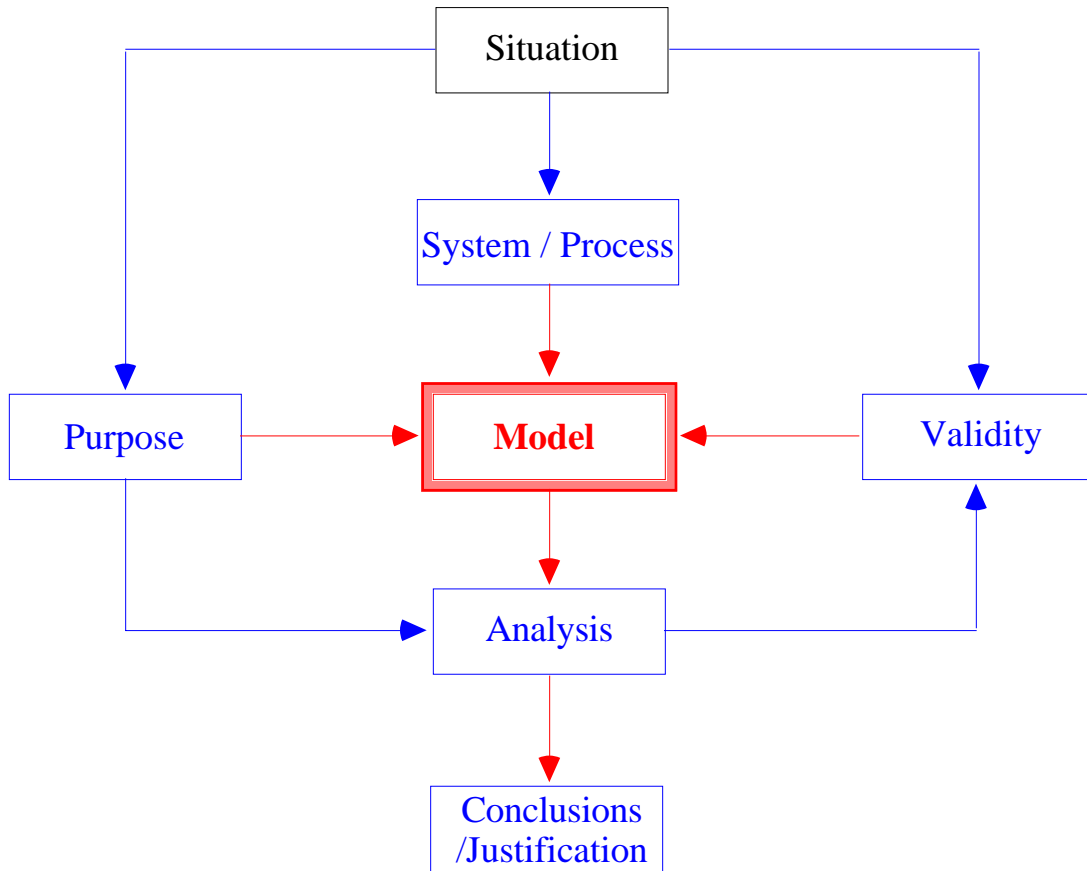 Situation
System / Process
Purpose
Model
Validity
Analysis
Conclusions
/Justification